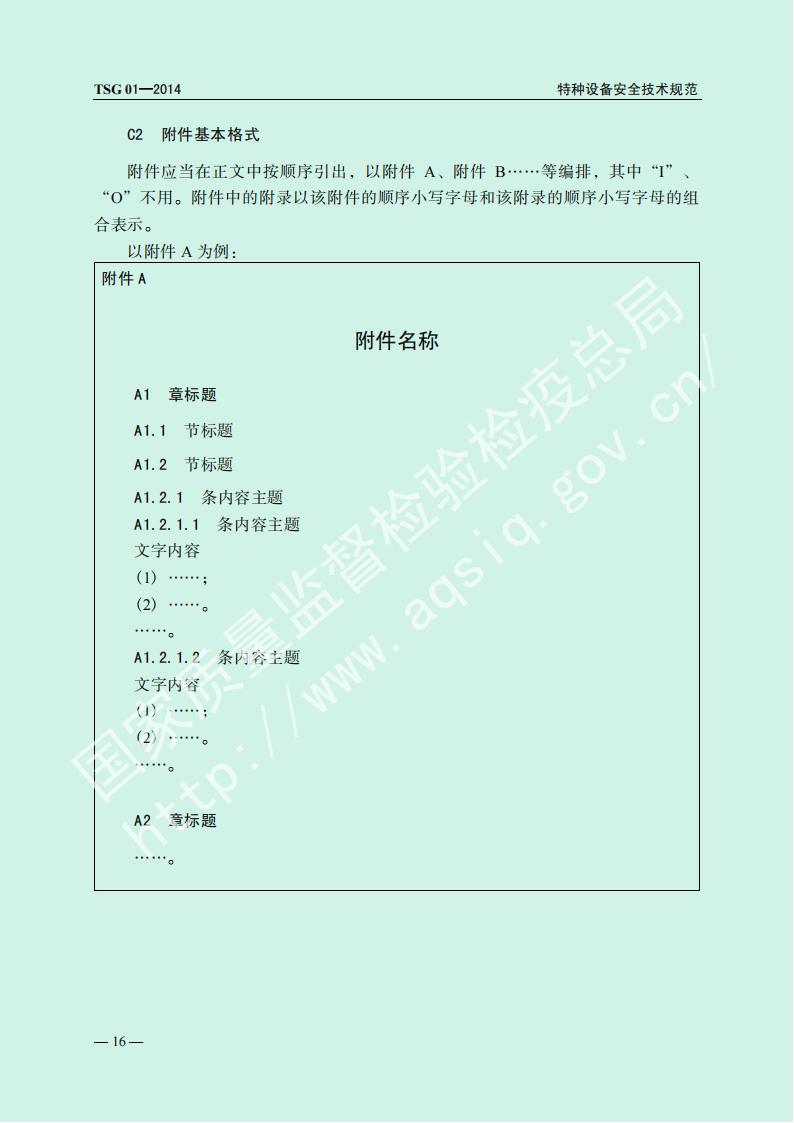 TSG 01—2014 特种设备安全技术规范
C2 附件基本格式
附件应当在正文中按顺序引出，以附件 A、附件 B……等编排，其中“I”、
“O”不用。附件中的附录以该附件的顺序小写字母和该附录的顺序小写字母的组
合表示。
以附件 A 为例：
附件 A
附件名称
A1 章标题
A1.1 节标题
A1.2 节标题
A1.2.1 条内容主题
A1.2.1.1 条内容主题
文字内容
(1) ……；
(2) ……。
……。
A1.2.1.2 条内容主题
文字内容
(1) ……；
(2) ……。
……。
A2 章标题
……。
国家质量监督检验检疫总局
http://www.aqsiq.gov.cn/
— 16 —